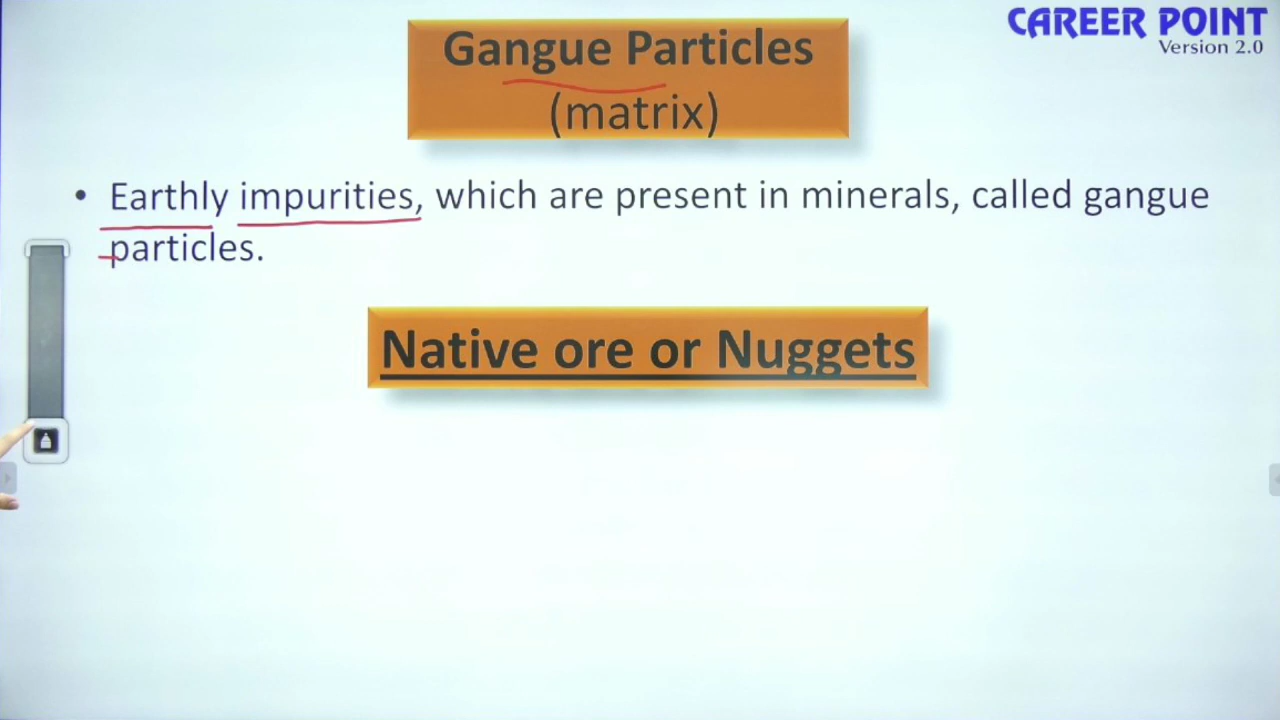 CAREER POINT
Version 2.0
Gangue Particles
(matrix)
• Earthly impurities, which are present in minerals, called gangue
particles.
Native ore or Nuggets